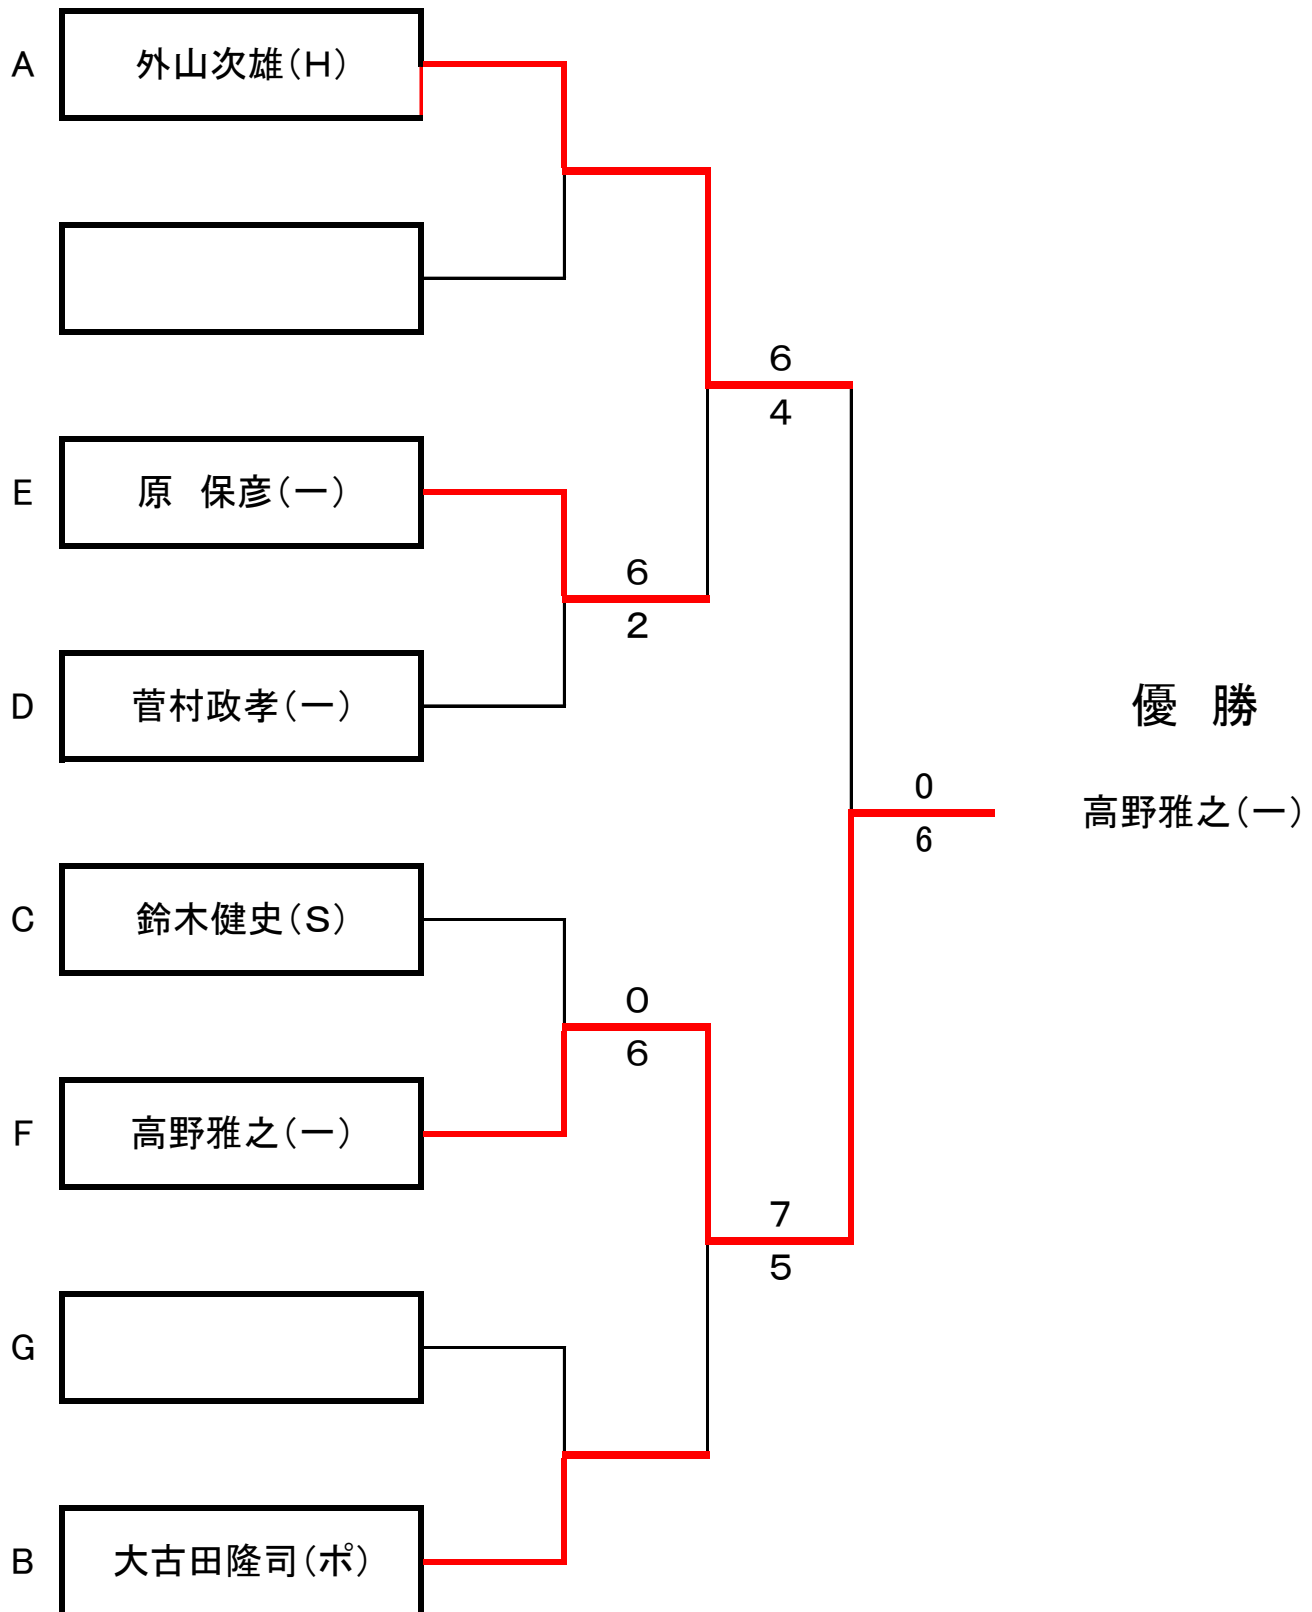 A
外山次雄(H)
6
4
E
原　保彦(一)
6
2
D
菅村政孝(一)
優　勝
0
6
高野雅之(一)
C
鈴木健史(S)
0
6
F
高野雅之(一)
7
5
G
B
大古田隆司(ポ)